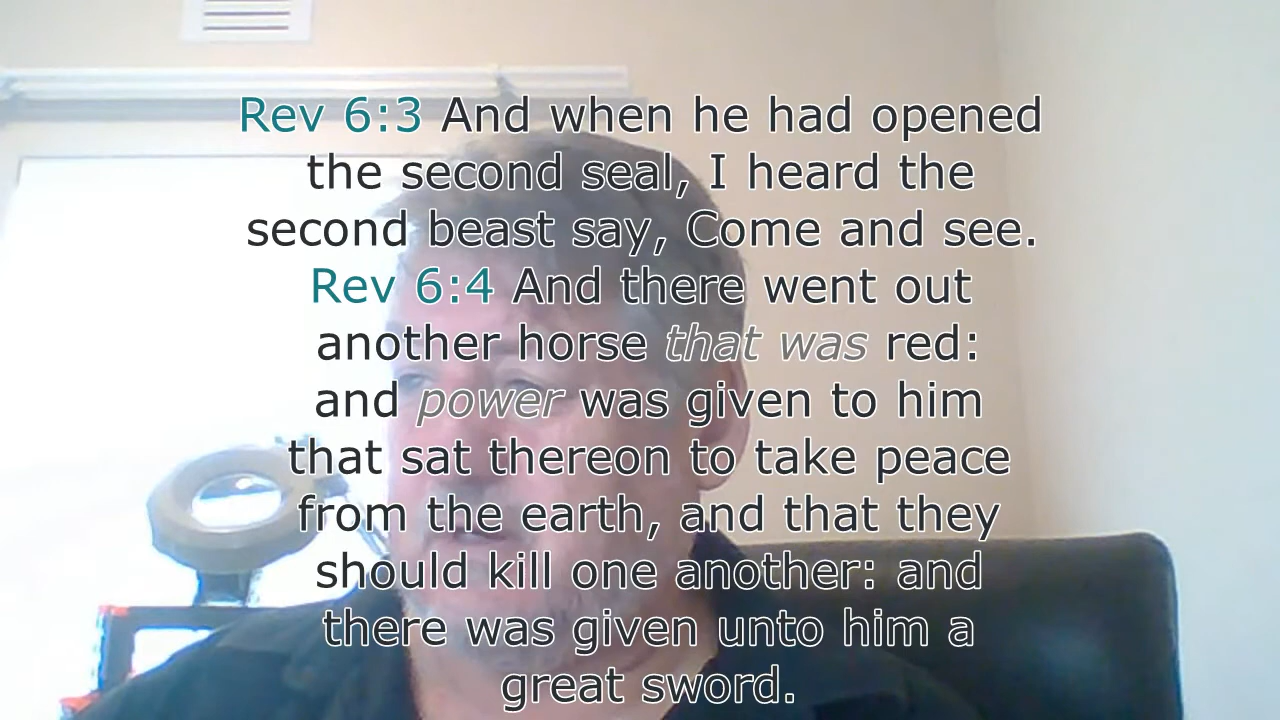 Rev 6:3 And when he had opened
the second seal, I heard the
second beast say, Come and see.
Rev 6:4 And there went out
another horse that was red:
and power was given to him
that sat thereon to take peace
from the earth, and that they
should kill one another: and
there was given unto him a
great sword.